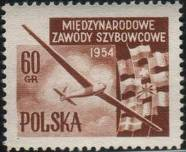 MIĘDZYNARODOWE
ZAWODY SZYBOWCOWE
1954
60
GR
POLSKA